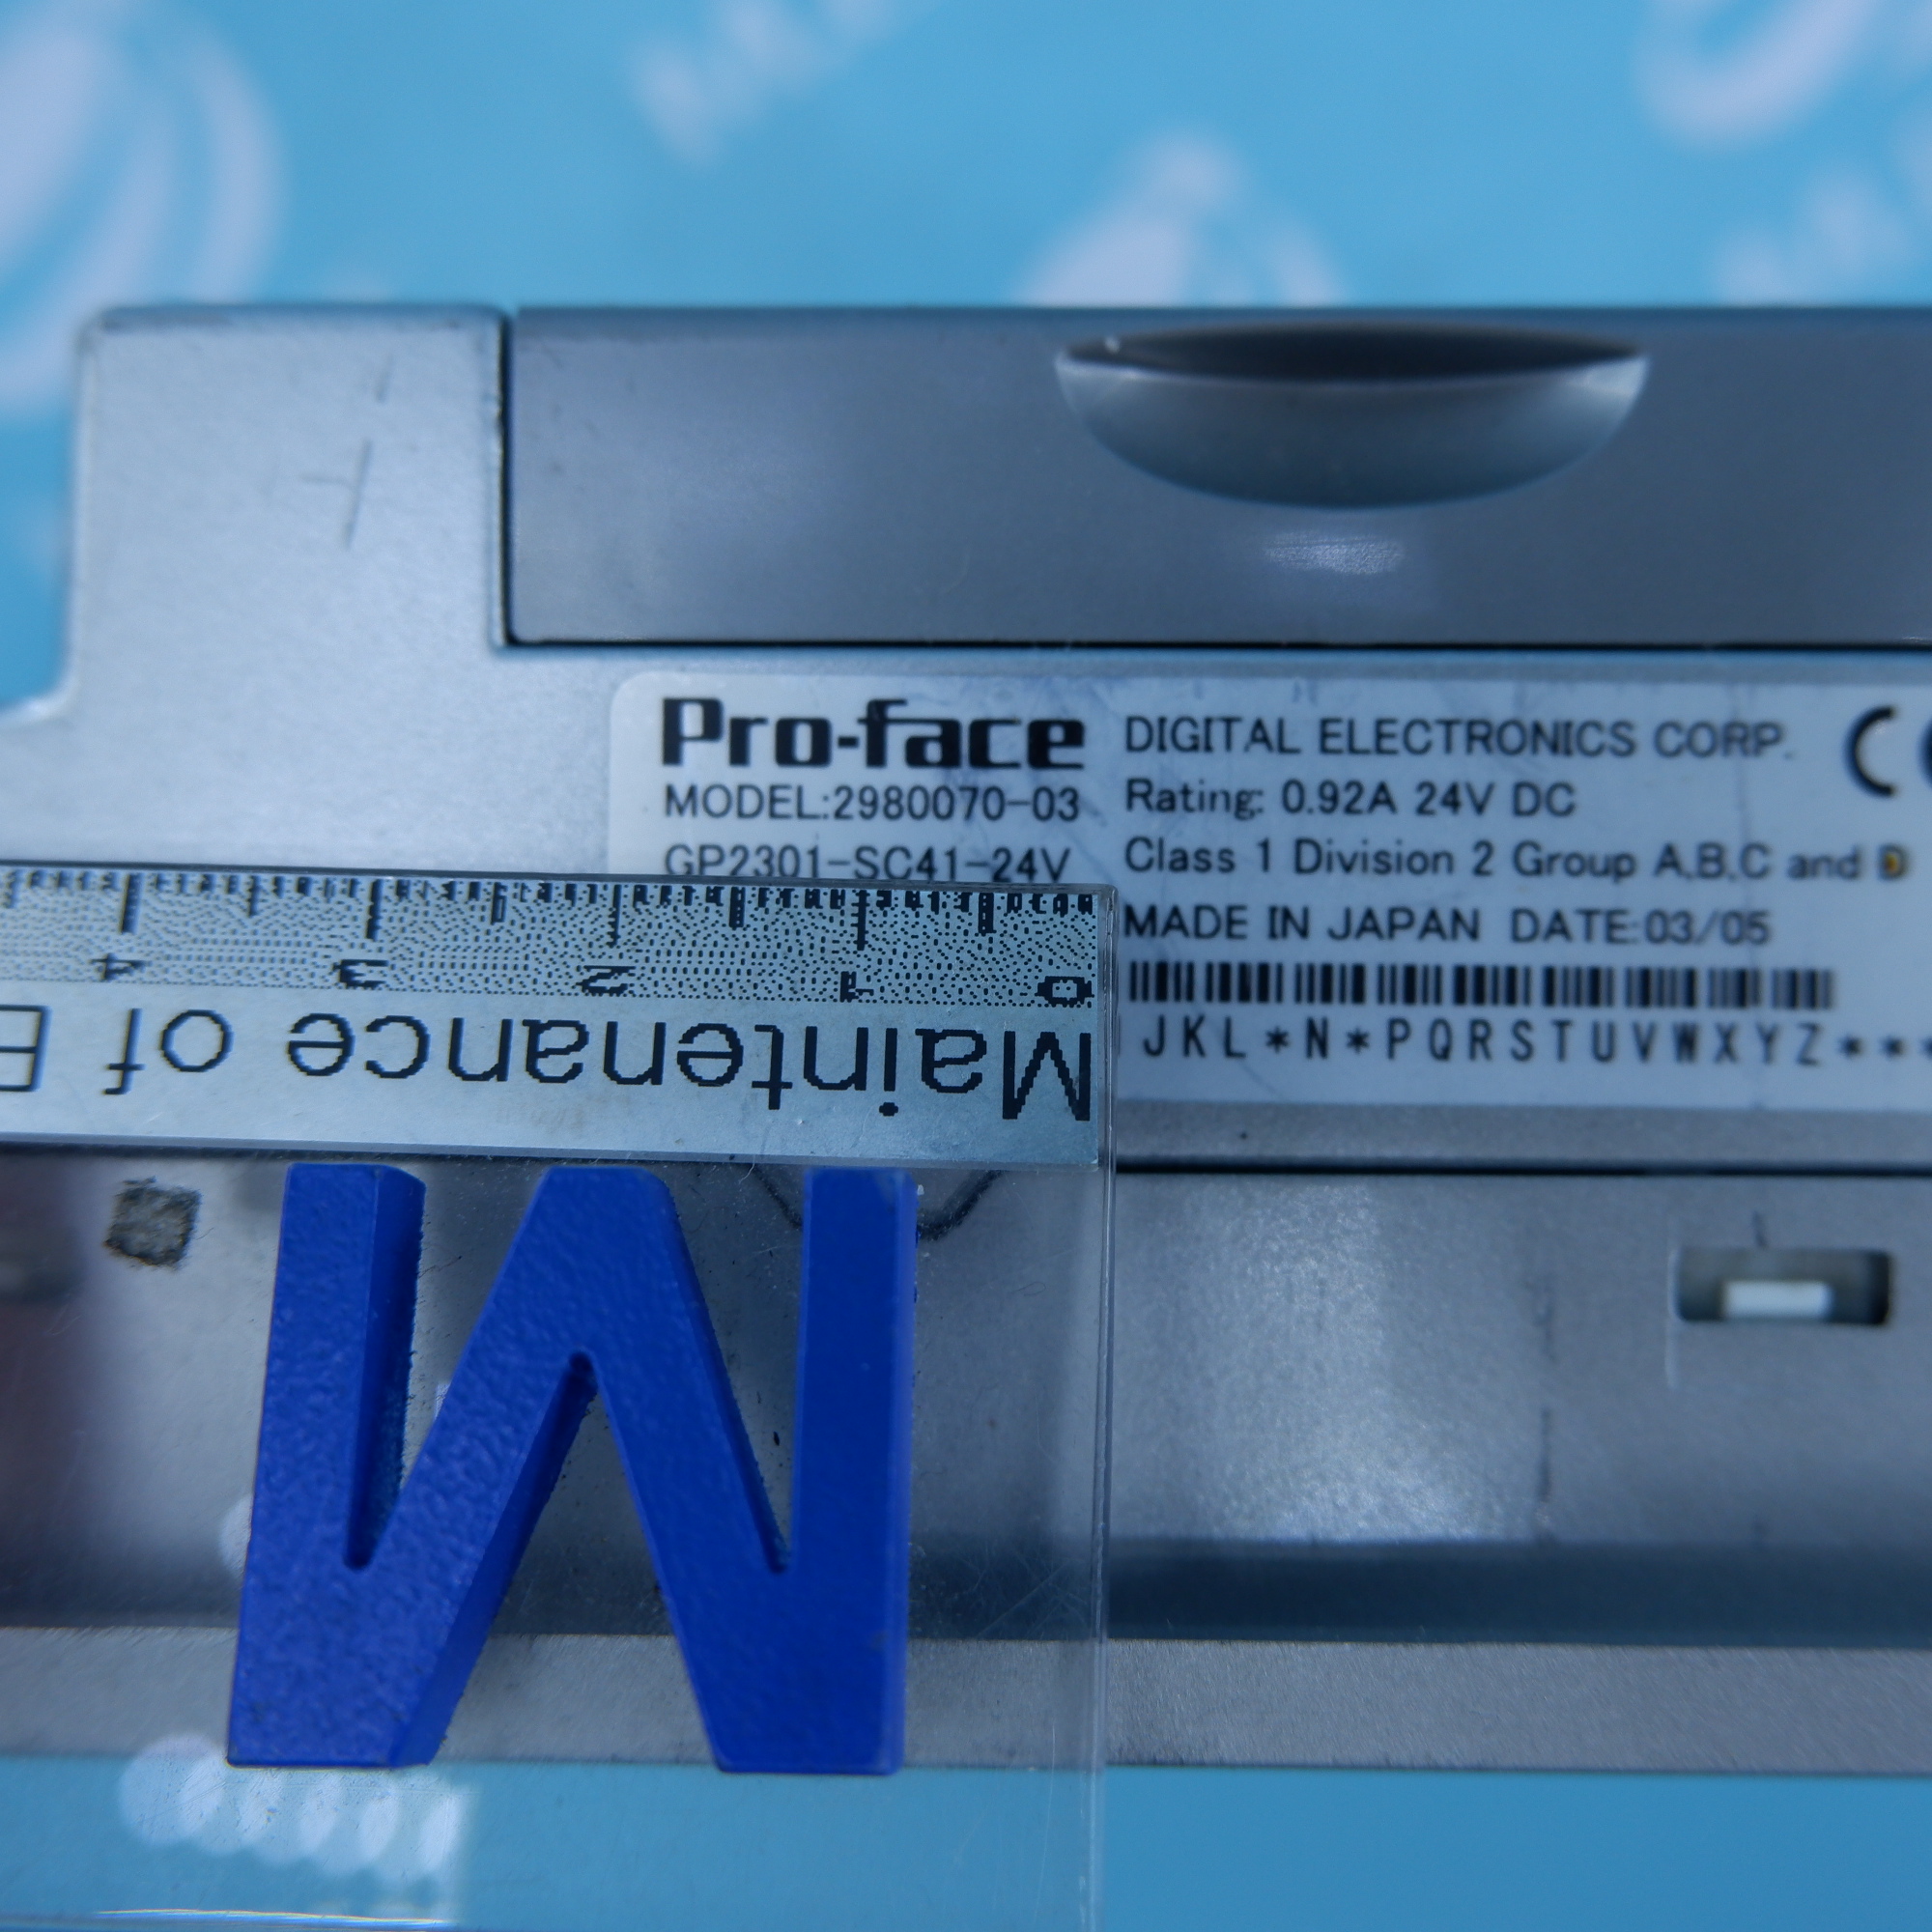 Pro-face
MODEL:2980070-03
GP2301-SC41-24V
DIGITAL ELECTRONICS CORP.
Rating: 0.92A 24V DC
Class 1 Division 2 Group A,B,C and D
MADE IN JAPAN DATE:03/05
JKL*N*PQRSTUVWXYZ***
CE
0 1 2 3 4
Maintenance of E
M